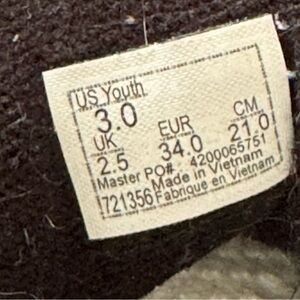 US Youth
3.0
UK EUR CM
2.5 34.0 21.0
Master PO#: 4200065751
Made in Vietnam
721356 Fabrique en Vietnam